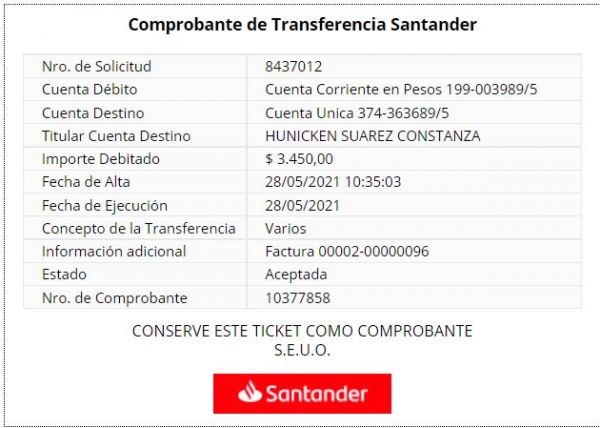 Comprobante de Transferencia Santander
Nro. de Solicitud 8437012
Cuenta Débito Cuenta Corriente en Pesos 199-003989/5
Cuenta Destino Cuenta Unica 374-363689/5
Titular Cuenta Destino HUNICKEN SUAREZ CONSTANZA
Importe Debitado $ 3.450,00
Fecha de Alta 28/05/2021 10:35:03
Fecha de Ejecución 28/05/2021
Concepto de la Transferencia Varios
Información adicional Factura 00002-00000096
Estado Aceptada
Nro. de Comprobante 10377858
CONSERVE ESTE TICKET COMO COMPROBANTE
S.E.U.O.
Santander